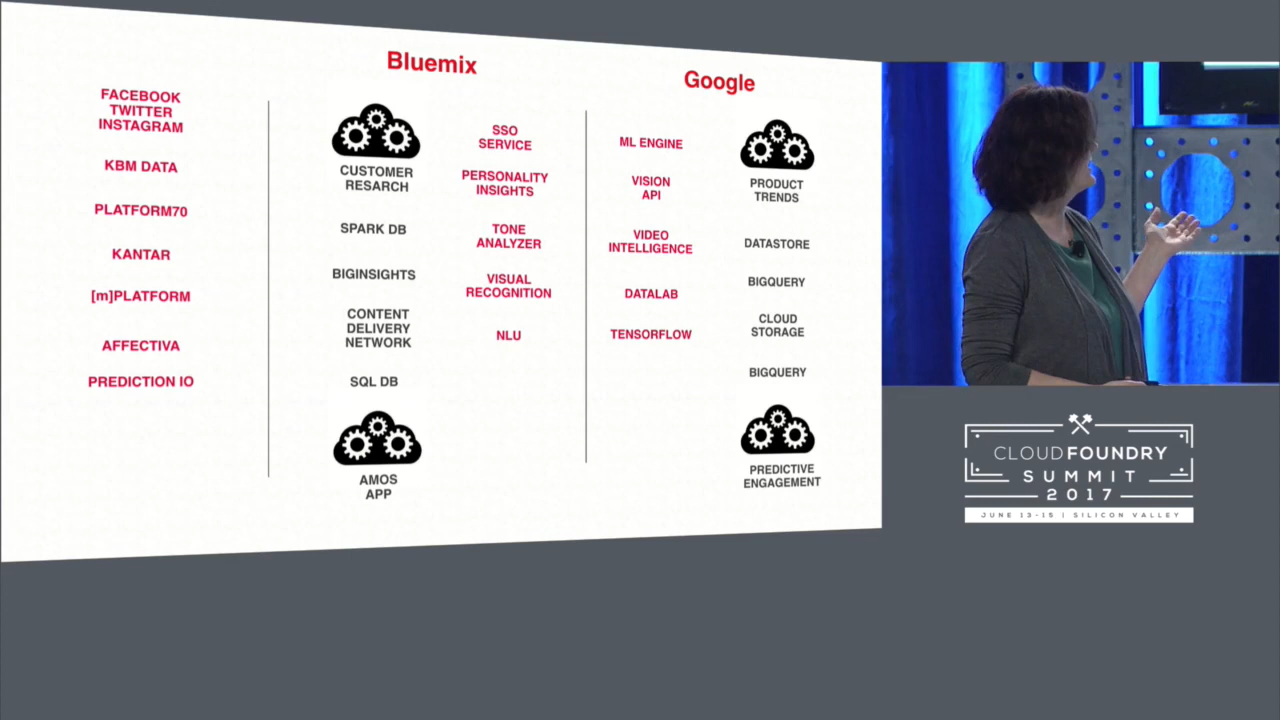 Bluemix
Google
FACEBOOK
TWITTER
INSTAGRAM
KBM DATA
PLATFORM70
KANTAR
[m]PLATFORM
AFFECTIVA
PREDICTION IO
CUSTOMER
RESARCH
SPARK DB
BIGINSIGHTS
CONTENT
DELIVERY
NETWORK
SQL DB
AMOS
APP
SSO
SERVICE
PERSONALITY
INSIGHTS
TONE
ANALYZER
VISUAL
RECOGNITION
NLU
ML ENGINE
VISION
API
VIDEO
INTELLIGENCE
DATALAB
TENSORFLOW
PRODUCT
TRENDS
DATASTORE
BIGQUERY
CLOUD
STORAGE
BIGQUERY
PREDICTIVE
ENGAGEMENT
CLOUDFOUNDRY
SUMMIT
2017
JUNE 13-15 | SILICON VALLEY